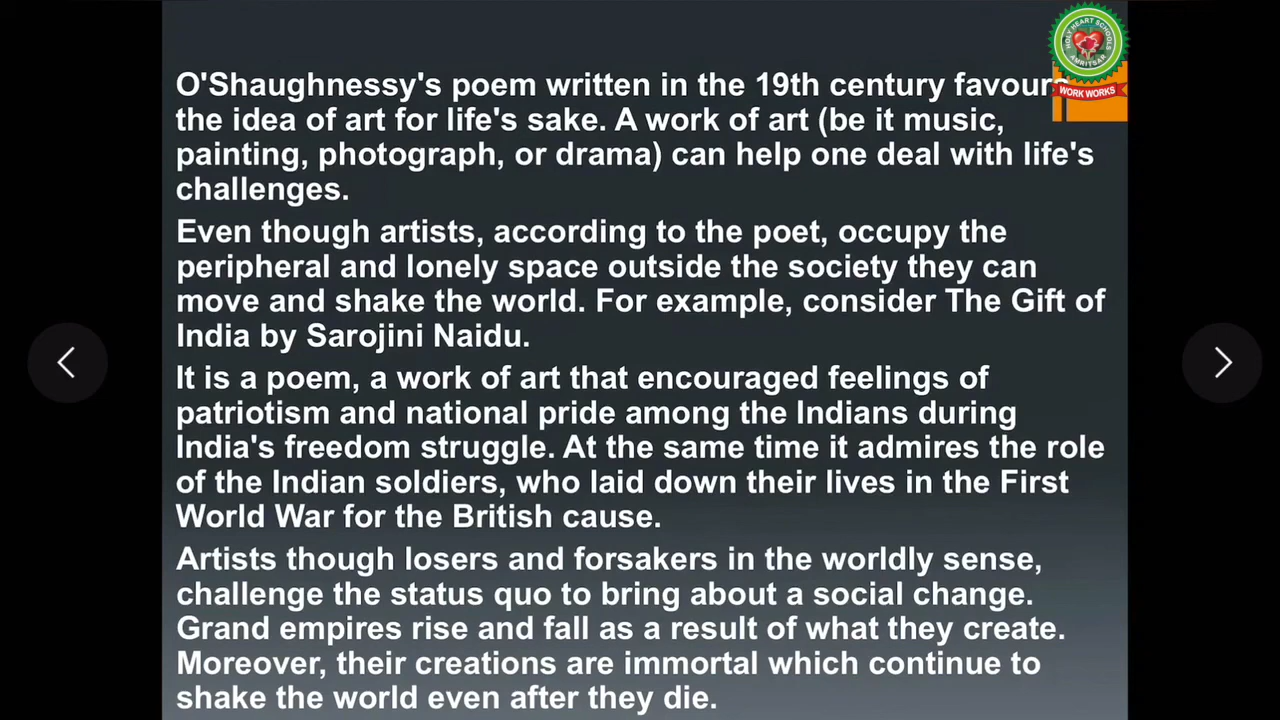 O'Shaughnessy's poem written in the 19th century favours
the idea of art for life's sake. A work of art (be it music,
painting, photograph, or drama) can help one deal with life's
challenges.
Even though artists, according to the poet, occupy the
peripheral and lonely space outside the society they can
move and shake the world. For example, consider The Gift of
India by Sarojini Naidu.
It is a poem, a work of art that encouraged feelings of
patriotism and national pride among the Indians during
India's freedom struggle. At the same time it admires the role
of the Indian soldiers, who laid down their lives in the First
World War for the British cause.
Artists though losers and forsakers in the worldly sense,
challenge the status quo to bring about a social change.
Grand empires rise and fall as a result of what they create.
Moreover, their creations are immortal which continue to
shake the world even after they die.
HOLY HEART SCHOOLS
AMRITSAR
WORK WORKS